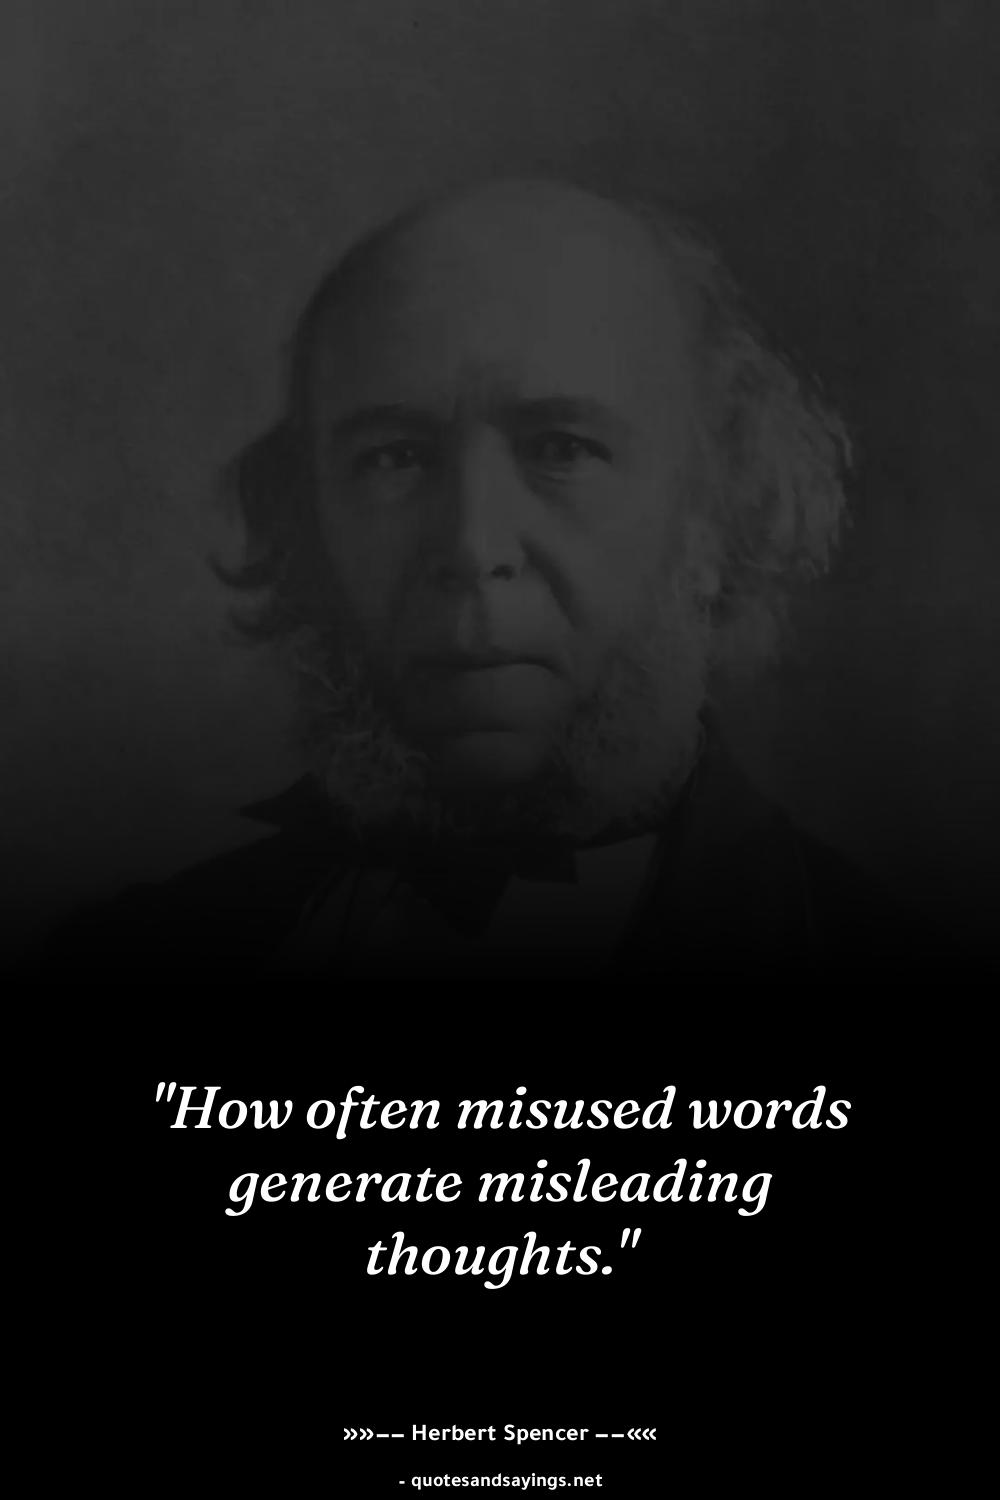 "How often misused words
generate misleading
thoughts."
»»−− Herbert Spencer −−««
- quotesandsayings.net